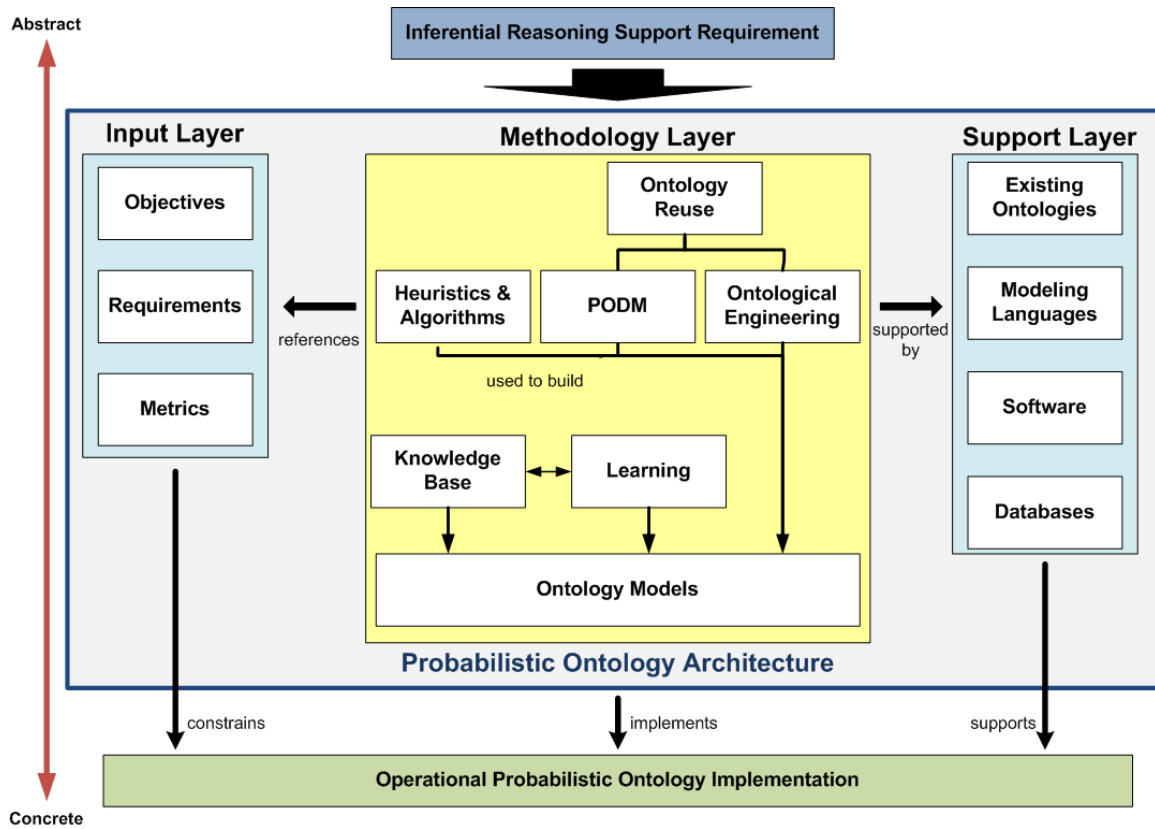 Abstract
Inferential Reasoning Support Requirement
Input Layer
Objectives
Requirements
Metrics
Methodology Layer
Ontology
Reuse
Heuristics &
Algorithms
PODM
Ontological
Engineering
references
supported
by
used to build
Knowledge
Base
Learning
Ontology Models
Support Layer
Existing
Ontologies
Modeling
Languages
Software
Databases
Probabilistic Ontology Architecture
constrains
implements
supports
Operational Probabilistic Ontology Implementation
Concrete